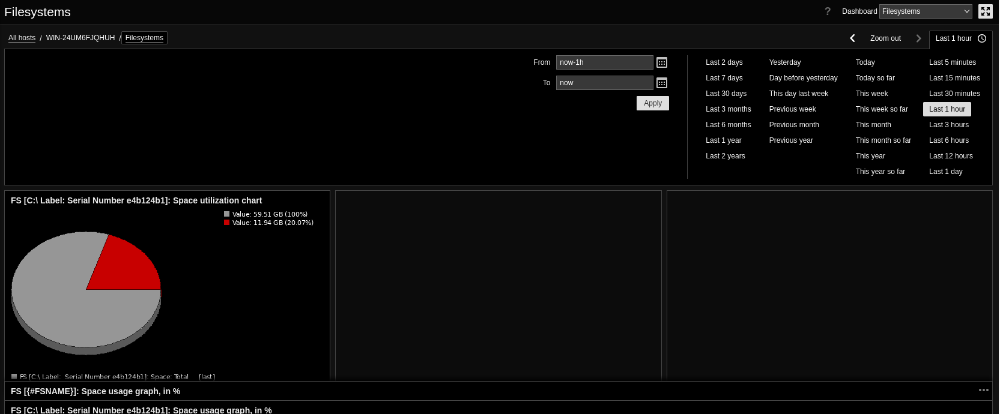 Filesystems
? Dashboard Filesystems
All hosts / WIN-24UM6FJQHUH / Filesystems
Zoom out
Last 1 hour
From now-1h
To now
Apply
Last 2 days Yesterday Today Last 5 minutes
Last 7 days Day before yesterday Today so far Last 15 minutes
Last 30 days This day last week This week Last 30 minutes
Last 3 months Previous week This week so far Last 1 hour
Last 6 months Previous month This month Last 3 hours
Last 1 year Previous year This month so far Last 6 hours
Last 2 years This year Last 12 hours
This year so far Last 1 day
FS [C:\ Label: Serial Number e4b124b1]: Space utilization chart
Value: 59.51 GB (100%)
Value: 11.94 GB (20.07%)
FS [C:\ Label:  Serial Number e4b124b1]: Space: Total [last]
FS [{#FSNAME}]: Space usage graph, in %
FS [C:\ Label: Serial Number e4b124b1]: Space usage graph, in %